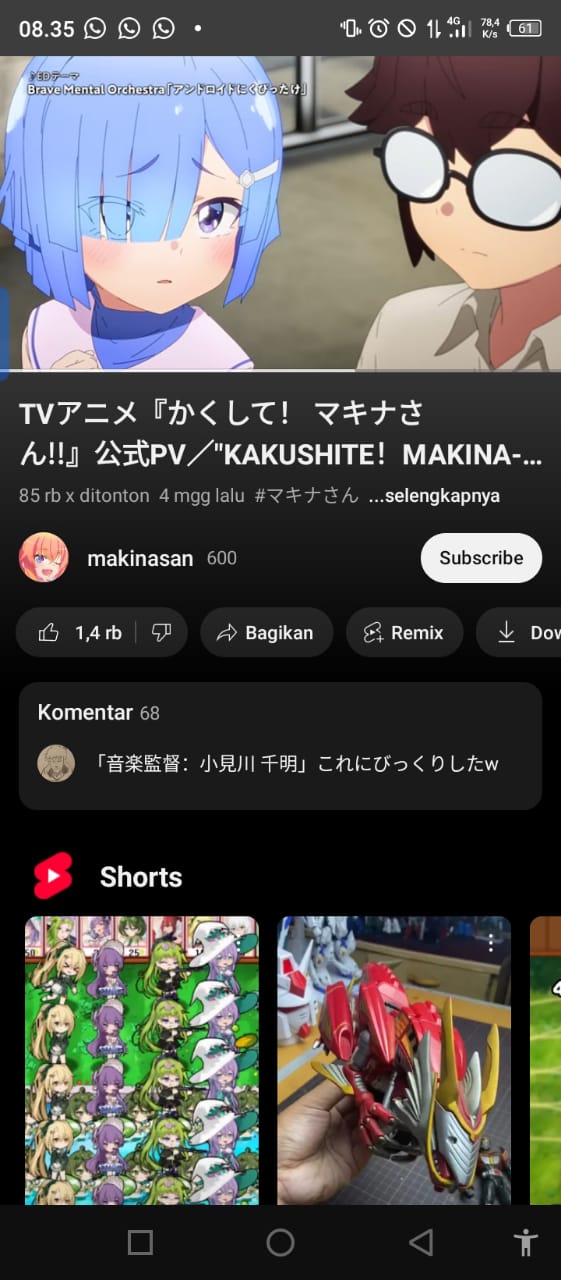 08.35
4G
78,4
K/s
61
♪EDテーマ
Brave Mental Orchestra「アンドロイドにくびったけ」
TVアニメ『かくして！ マキナさ
ん!!』公式PV／"KAKUSHITE！MAKINA-...
85 rb x ditonton 4 mgg lalu #マキナさん ...selengkapnya
makinasan 600
Subscribe
1,4 rb
Bagikan
Remix
Dow
Komentar 68
「音楽監督：小見川 千明」これにびっくりしたw
Shorts
50
25